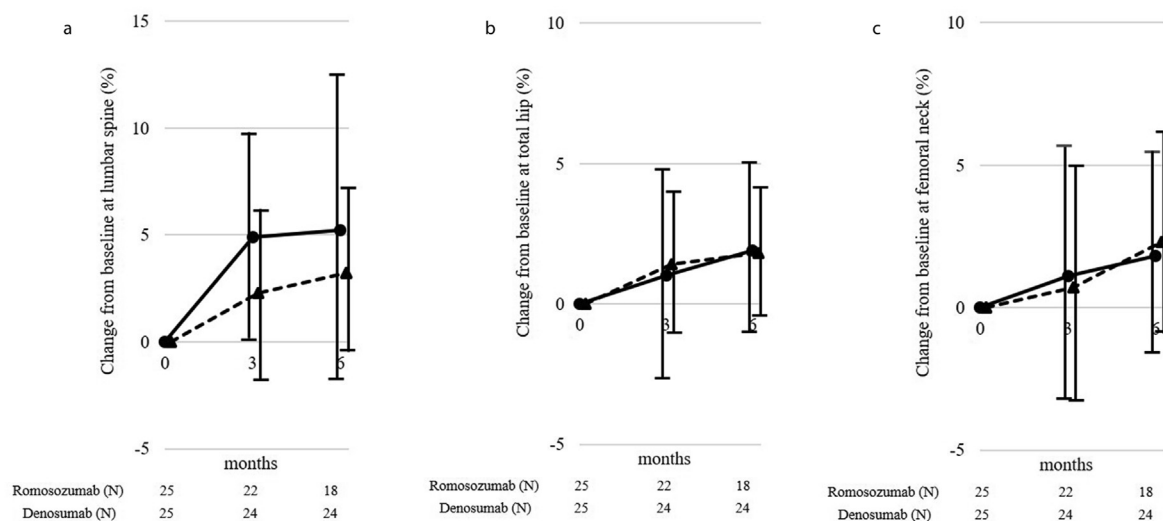 a
Change from baseline at lumbar spine (%)
15
10
5
0
-5
0 3 6
months
Romosozumab (N) 25 22 18
Denosumab (N) 25 24 24
b
Change from baseline at total hip (%)
10
5
0
-5
0 3 6
months
Romosozumab (N) 25 22 18
Denosumab (N) 25 24 24
c
Change from baseline at femoral neck (%)
10
5
0
-5
0 3 6
months
Romosozumab (N) 25 22 18
Denosumab (N) 25 24 24